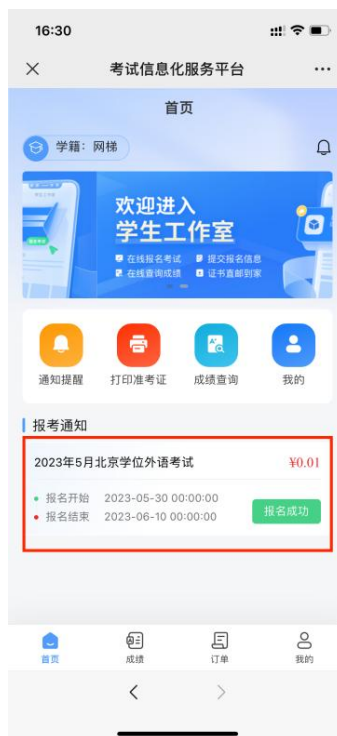 16:30
考试信息化服务平台
首页
学籍：网梯
欢迎进入
学生工作室
在线报名考试 提交报名信息
在线查询成绩 证书直邮到家
通知提醒 打印准考证 成绩查询 我的
报考通知
2023年5月北京学位外语考试 ¥0.01
报名开始 2023-05-30 00:00:00
报名成功
报名结束 2023-06-10 00:00:00
首页 成绩 订单 我的